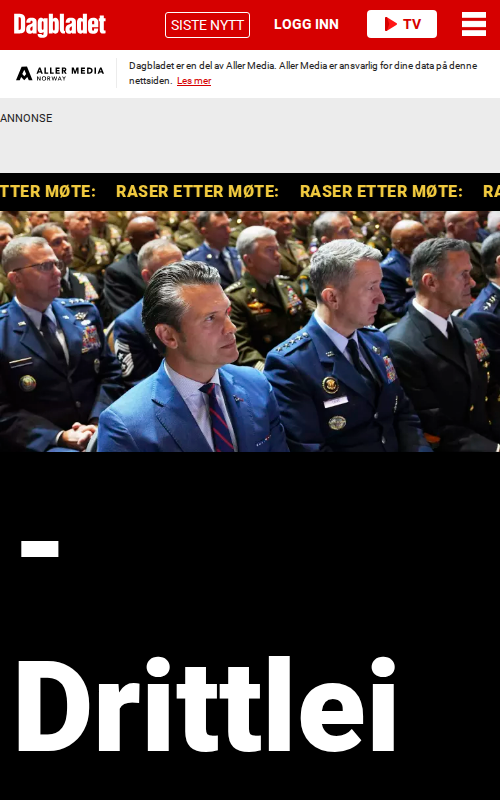 Dagbladet
SISTE NYTT
LOGG INN
TV
ALLER MEDIA
NORWAY
Dagbladet er en del av Aller Media. Aller Media er ansvarlig for dine data på denne
nettsiden. Les mer
ANNONSE
TTER MØTE: RASER ETTER MØTE: RASER ETTER MØTE: RA
–
Drittlei